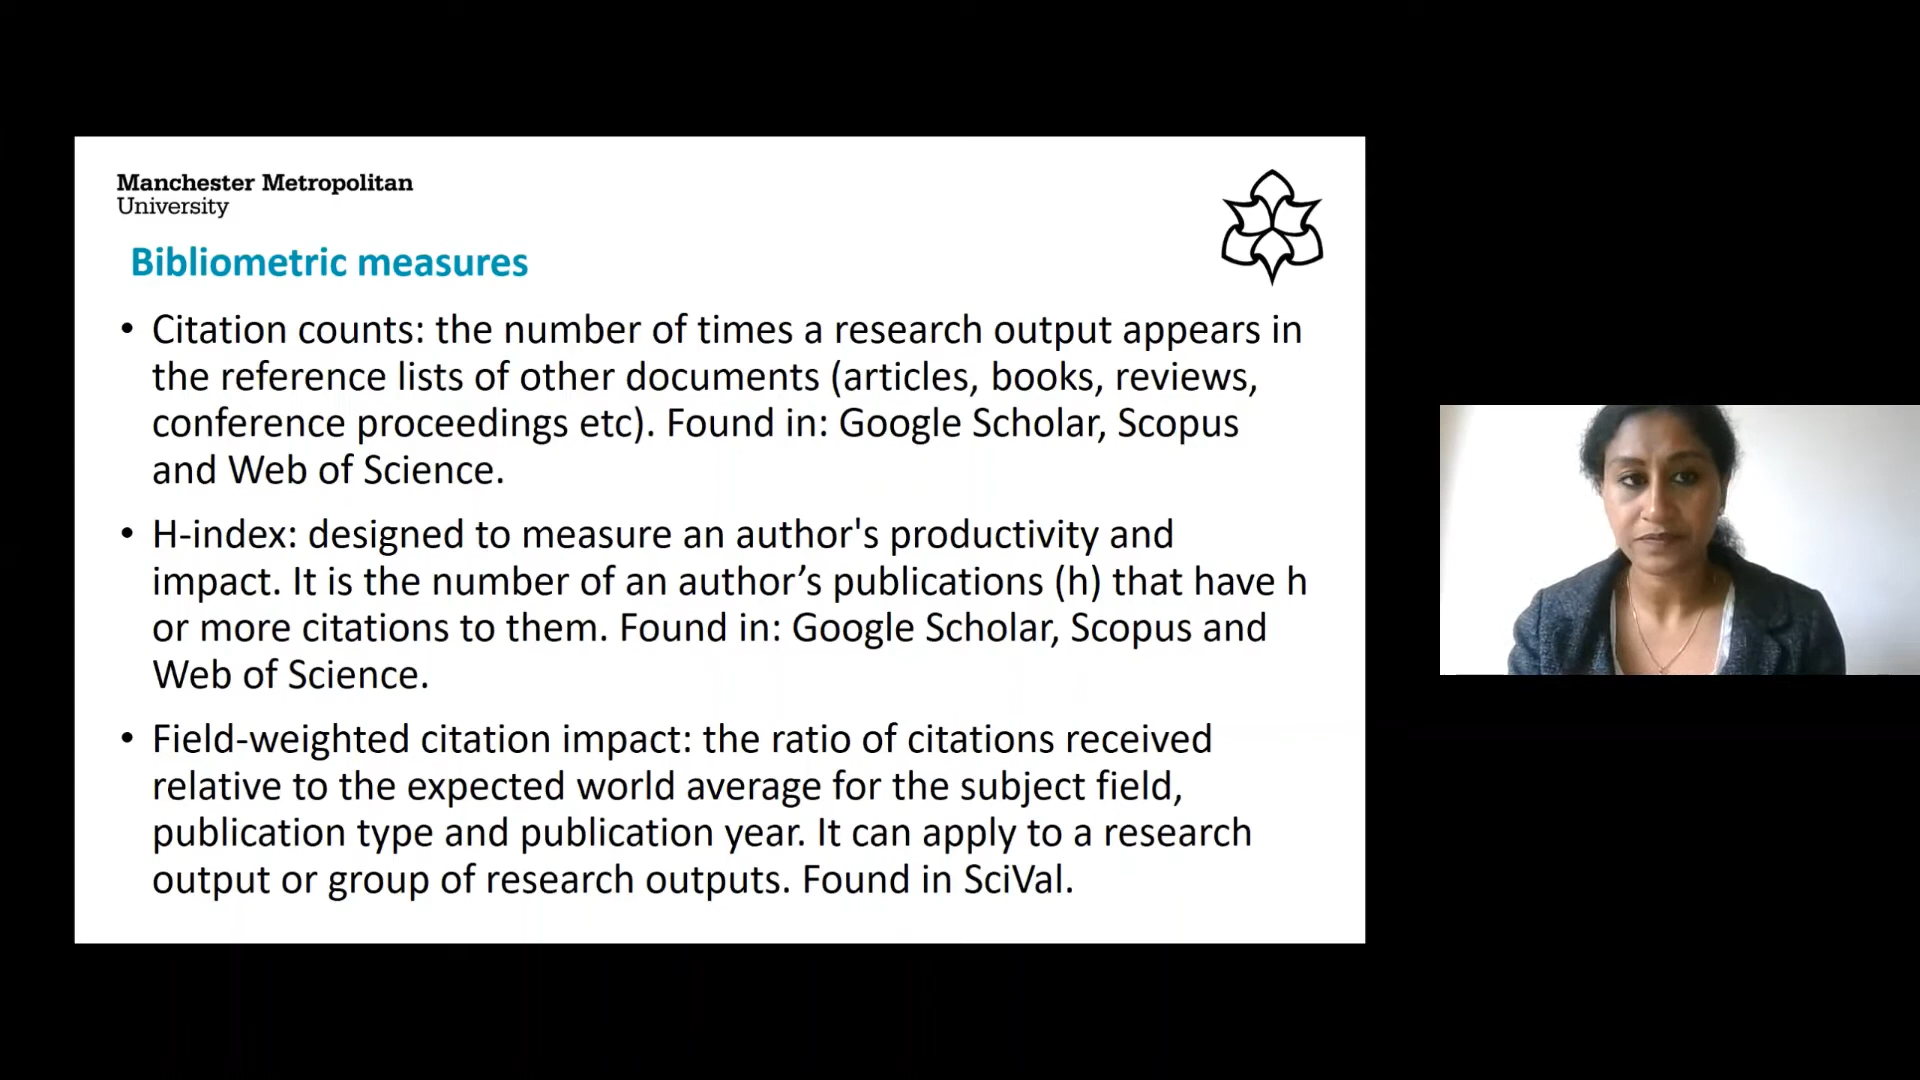 Manchester Metropolitan
University
Bibliometric measures
• Citation counts: the number of times a research output appears in
the reference lists of other documents (articles, books, reviews,
conference proceedings etc). Found in: Google Scholar, Scopus
and Web of Science.
• H-index: designed to measure an author's productivity and
impact. It is the number of an author’s publications (h) that have h
or more citations to them. Found in: Google Scholar, Scopus and
Web of Science.
• Field-weighted citation impact: the ratio of citations received
relative to the expected world average for the subject field,
publication type and publication year. It can apply to a research
output or group of research outputs. Found in SciVal.